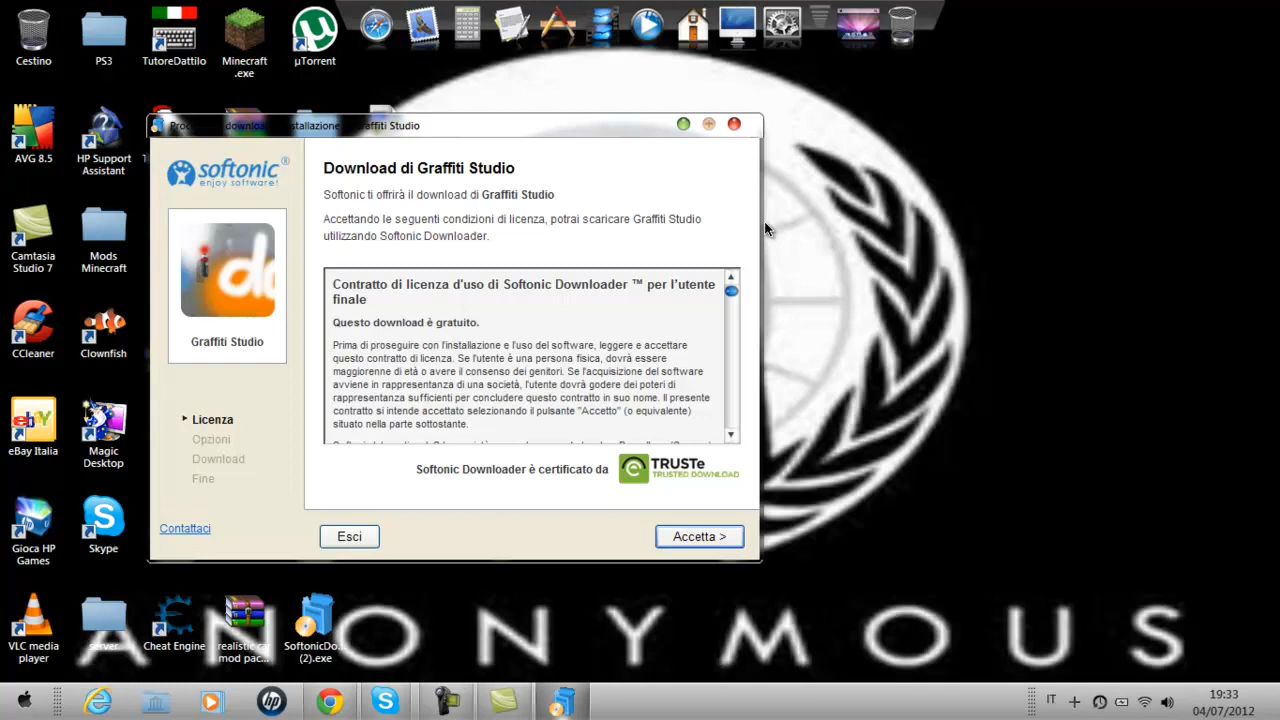 Cestino
PS3
TutoreDattilo
Minecraft
.exe
µTorrent
AVG 8.5
HP Support
Assistant
Camtasia
Studio 7
Mods
Minecraft
CCleaner
Clownfish
eBay Italia
Magic
Desktop
Gioca HP
Games
Skype
VLC media
player
server
Cheat Engine
realistic
mod pac...
SoftonicDo...
(2).exe
Graffiti Studio
softonic®
enjoy software!
Graffiti Studio
Licenza
Opzioni
Download
Fine
Contattaci
Download di Graffiti Studio
Softonic ti offrirà il download di Graffiti Studio
Accettando le seguenti condizioni di licenza, potrai scaricare Graffiti Studio
utilizzando Softonic Downloader.
Contratto di licenza d'uso di Softonic Downloader ™ per l'utente
finale
Questo download è gratuito.
Prima di proseguire con l'installazione e l'uso del software, leggere e accettare
questo contratto di licenza. Se l'utente è una persona fisica, dovrà essere
maggiorenne di età o avere il consenso dei genitori. Se l'acquisizione del software
avviene in rappresentanza di una società, l'utente dovrà godere dei poteri di
rappresentanza sufficienti per concludere questo contratto in suo nome. Il presente
contratto si intende accettato selezionando il pulsante "Accetto" (o equivalente)
situato nella parte sottostante.
Softonic Downloader è certificato da
TRUSTe
TRUSTED DOWNLOAD
Esci
Accetta >
ANONYMOUS
IT
19:33
04/07/2012